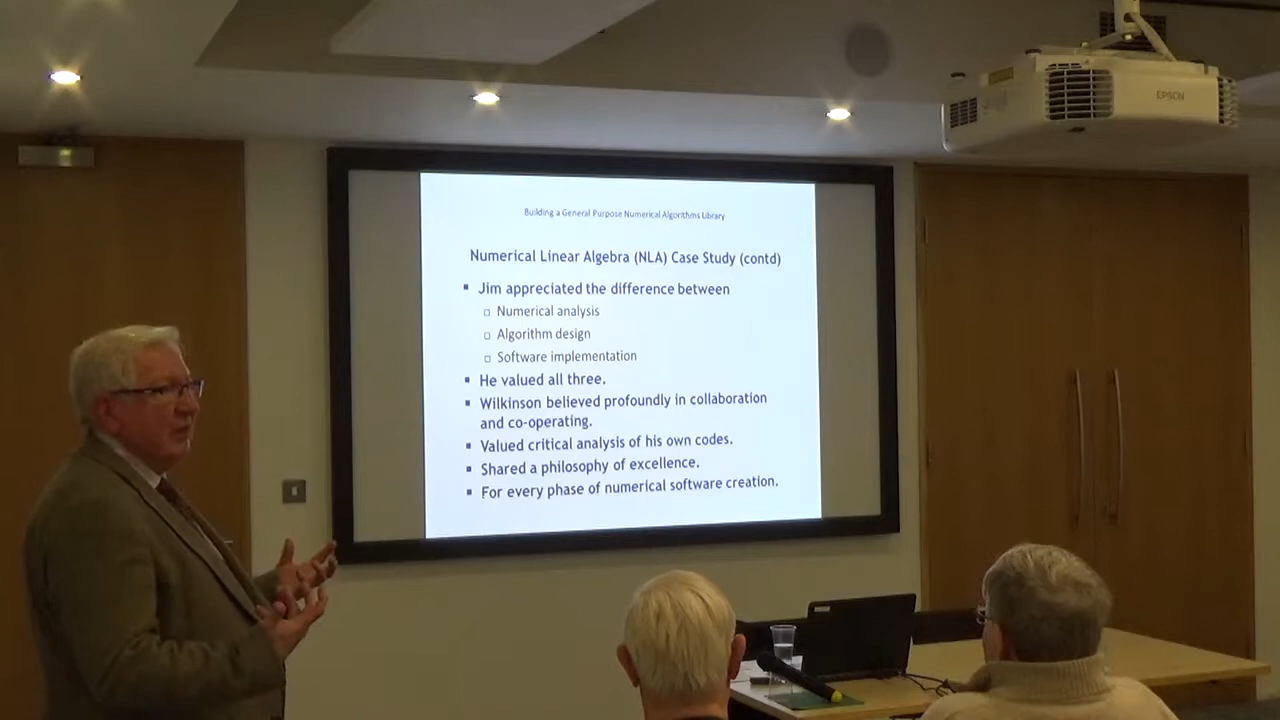 EPSON
Building a General Purpose Numerical Algorithms Library
Numerical Linear Algebra (NLA) Case Study (contd)
Jim appreciated the difference between
Numerical analysis
Algorithm design
Software implementation
He valued all three.
Wilkinson believed profoundly in collaboration
and co-operating.
Valued critical analysis of his own codes.
Shared a philosophy of excellence.
For every phase of numerical software creation.